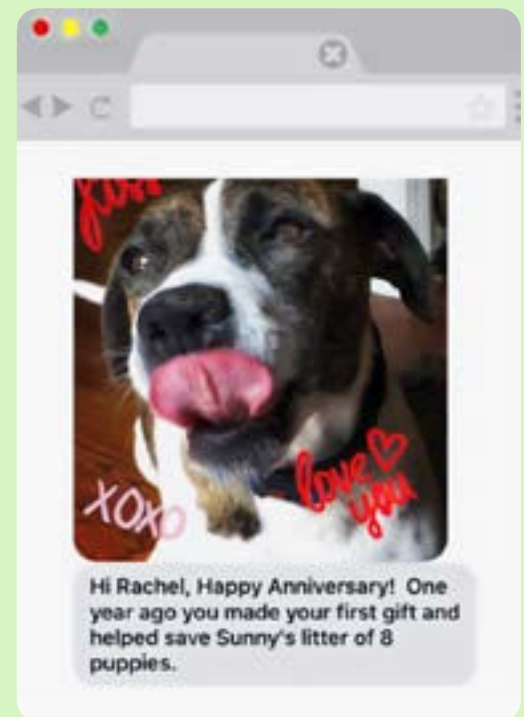 kiss
love
you
XOXO
Hi Rachel, Happy Anniversary!  One
year ago you made your first gift and
helped save Sunny's litter of 8
puppies.